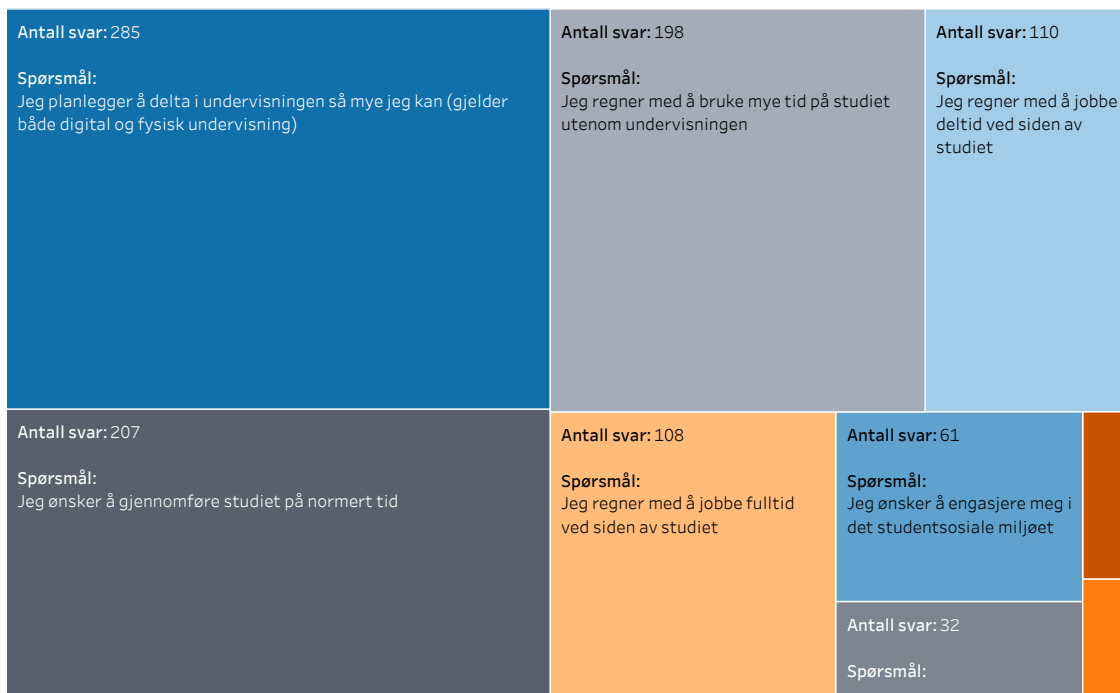 Antall svar: 285
Spørsmål:
Jeg planlegger å delta i undervisningen så mye jeg kan (gjelder
både digital og fysisk undervisning)
Antall svar: 198
Spørsmål:
Jeg regner med å bruke mye tid på studiet
utenom undervisningen
Antall svar: 110
Spørsmål:
Jeg regner med å jobbe
deltid ved siden av
studiet
Antall svar: 207
Spørsmål:
Jeg ønsker å gjennomføre studiet på normert tid
Antall svar: 108
Spørsmål:
Jeg regner med å jobbe fulltid
ved siden av studiet
Antall svar: 61
Spørsmål:
Jeg ønsker å engasjere meg i
det studentsosiale miljøet
Antall svar: 32
Spørsmål: